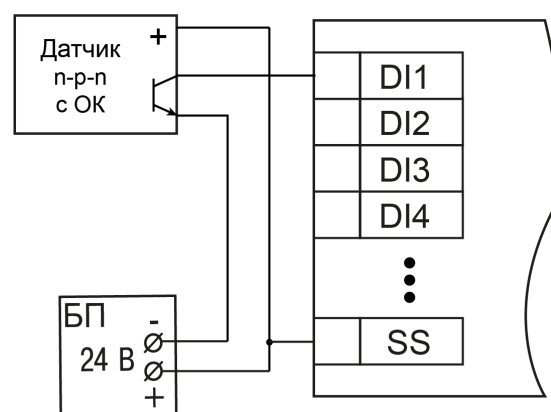 Датчик
n-p-n
с ОК
+
DI1
DI2
DI3
DI4
SS
БП
24 В
-
+